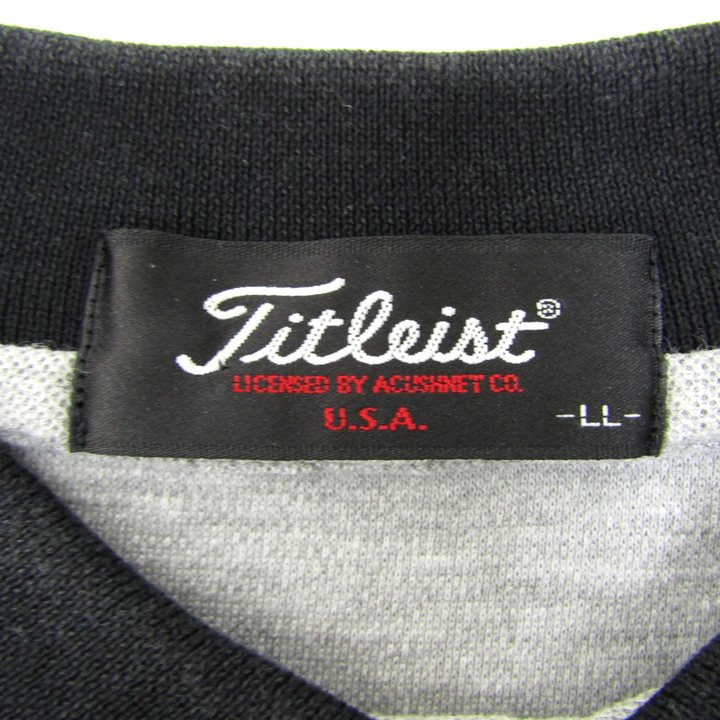 Titleist®
LICENSED BY ACUSHNET CO.
U.S.A.
-LL-